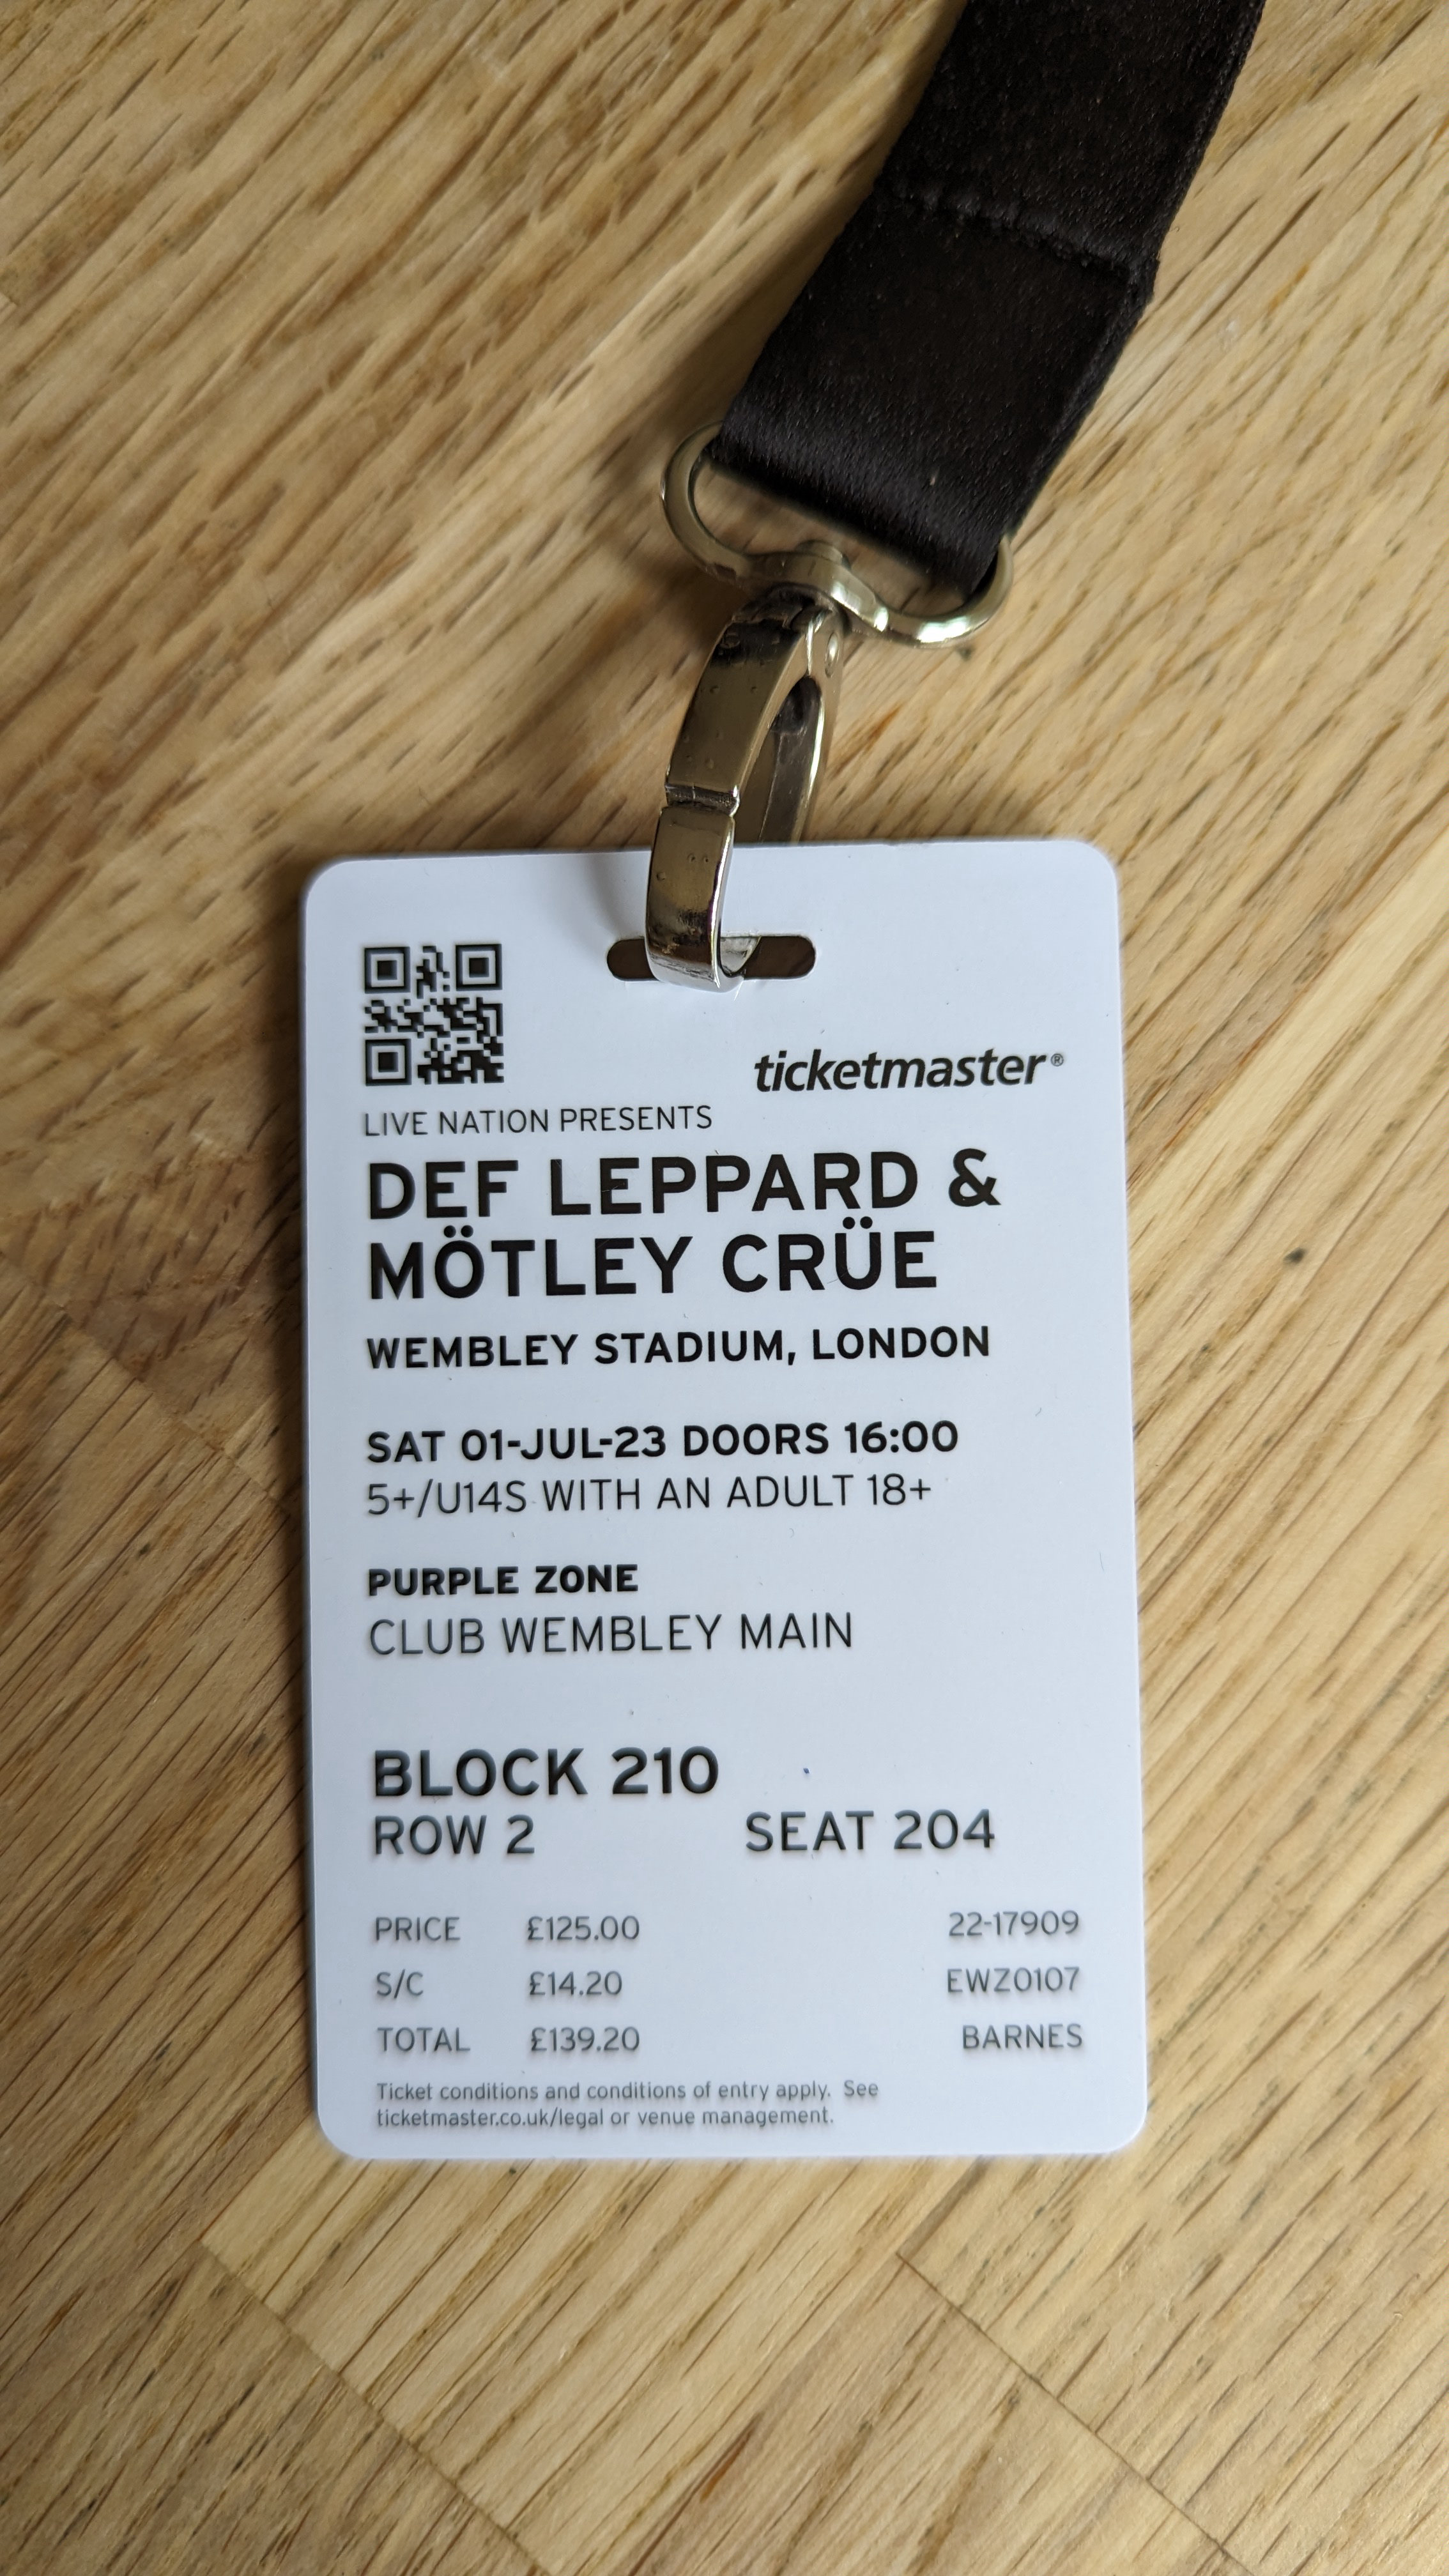 ticketmaster®
LIVE NATION PRESENTS
DEF LEPPARD &
MÖTLEY CRÜE
WEMBLEY STADIUM, LONDON
SAT 01-JUL-23 DOORS 16:00
5+/U14S WITH AN ADULT 18+
PURPLE ZONE
CLUB WEMBLEY MAIN
BLOCK 210
ROW 2 SEAT 204
PRICE £125.00 22-17909
S/C £14.20 EWZ0107
TOTAL £139.20 BARNES
Ticket conditions and conditions of entry apply. See
ticketmaster.co.uk/legal or venue management.